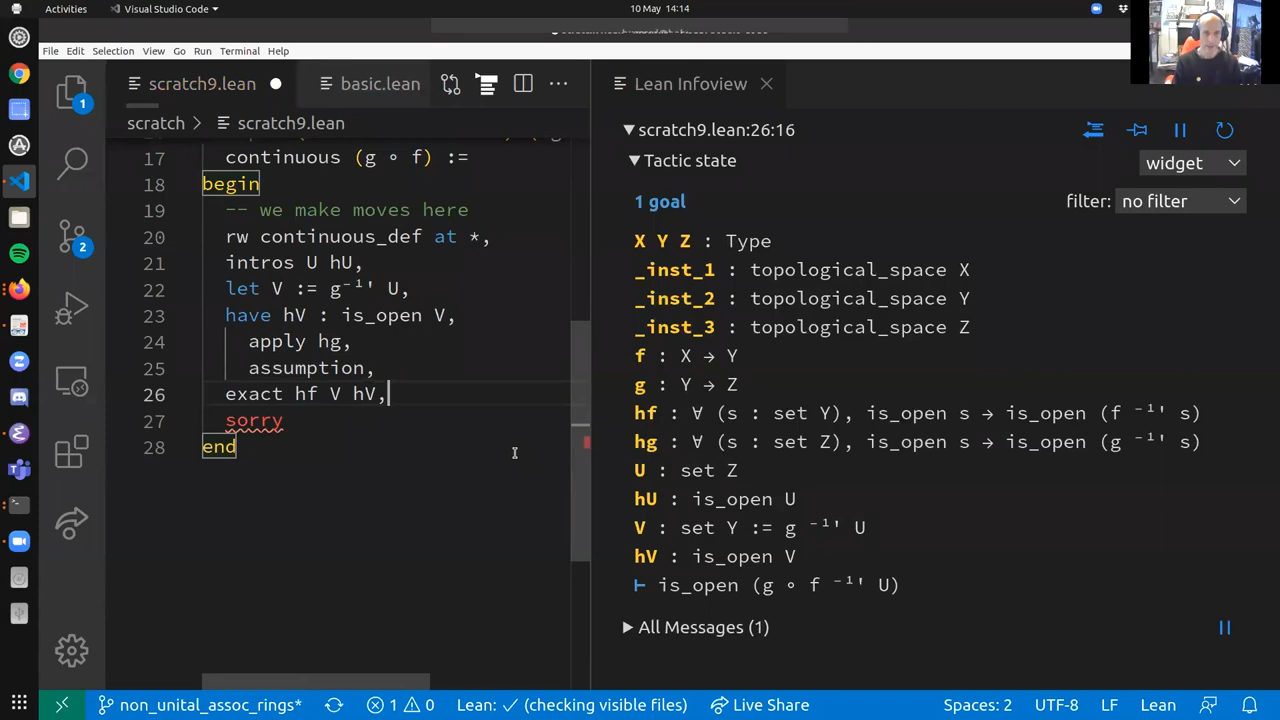 Activities
Visual Studio Code
10 May 14:14
File Edit Selection View Go Run Terminal Help
scratch9.lean
basic.lean
scratch > scratch9.lean
17 continuous (g ∘ f) :=
18 begin
19 -- we make moves here
20 rw continuous_def at *,
21 intros U hU,
22 let V := g⁻¹' U,
23 have hV : is_open V,
24 apply hg,
25 assumption,
26 exact hf V hV,
27 sorry
28 end
1
2
Lean Infoview
scratch9.lean:26:16
Tactic state
widget
1 goal
filter: no filter
X Y Z : Type
_inst_1 : topological_space X
_inst_2 : topological_space Y
_inst_3 : topological_space Z
f : X → Y
g : Y → Z
hf : ∀ (s : set Y), is_open s → is_open (f ⁻¹' s)
hg : ∀ (s : set Z), is_open s → is_open (g ⁻¹' s)
U : set Z
hU : is_open U
V : set Y := g ⁻¹' U
hV : is_open V
⊢ is_open (g ∘ f ⁻¹' U)
All Messages (1)
non_unital_assoc_rings* 1 0 Lean: ✓ (checking visible files) Live Share Spaces: 2 UTF-8 LF Lean